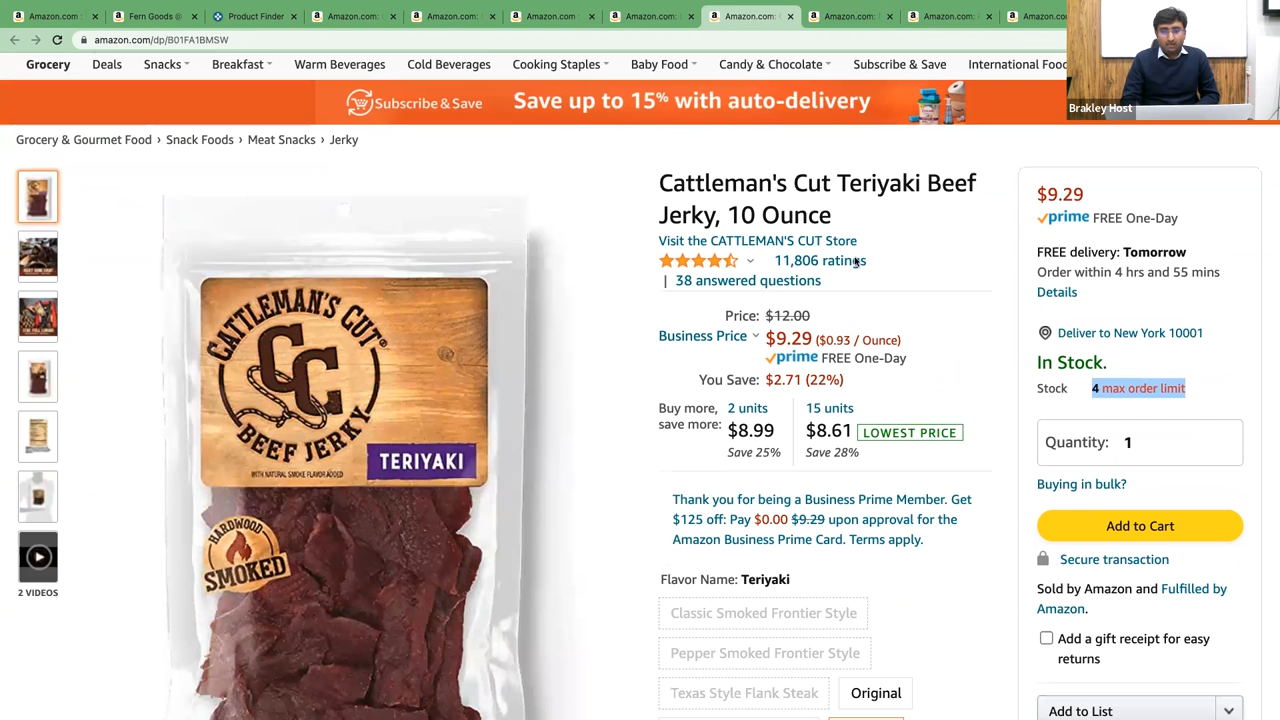 Amazon.com :
Fern Goods @
Product Finder
Amazon.com:
Amazon.com:
Amazon.com
Amazon.com:
Amazon.com:
Amazon.com:
Amazon.com:
Amazon.co
amazon.com/dp/B01FA1BMSW
Grocery Deals Snacks Breakfast Warm Beverages Cold Beverages Cooking Staples Baby Food Candy & Chocolate Subscribe & Save International Foo
Brakley Host
Subscribe & Save Save up to 15% with auto-delivery
Grocery & Gourmet Food › Snack Foods › Meat Snacks › Jerky
2 VIDEOS
CATTLEMAN'S CUT®
CC
BEEF JERKY
WITH NATURAL SMOKE FLAVOR ADDED
TERIYAKI
HARDWOOD
SMOKED
Cattleman's Cut Teriyaki Beef
Jerky, 10 Ounce
Visit the CATTLEMAN'S CUT Store
11,806 ratings
| 38 answered questions
Price: $12.00
Business Price $9.29 ($0.93 / Ounce)
prime FREE One-Day
You Save: $2.71 (22%)
Buy more, 2 units 15 units
save more: $8.99 $8.61 LOWEST PRICE
Save 25% Save 28%
Thank you for being a Business Prime Member. Get
$125 off: Pay $0.00 $9.29 upon approval for the
Amazon Business Prime Card. Terms apply.
Flavor Name: Teriyaki
Classic Smoked Frontier Style
Pepper Smoked Frontier Style
Texas Style Flank Steak Original
$9.29
prime FREE One-Day
FREE delivery: Tomorrow
Order within 4 hrs and 55 mins
Details
Deliver to New York 10001
In Stock.
Stock 4 max order limit
Quantity: 1
Buying in bulk?
Add to Cart
Secure transaction
Sold by Amazon and Fulfilled by
Amazon.
Add a gift receipt for easy
returns
Add to List